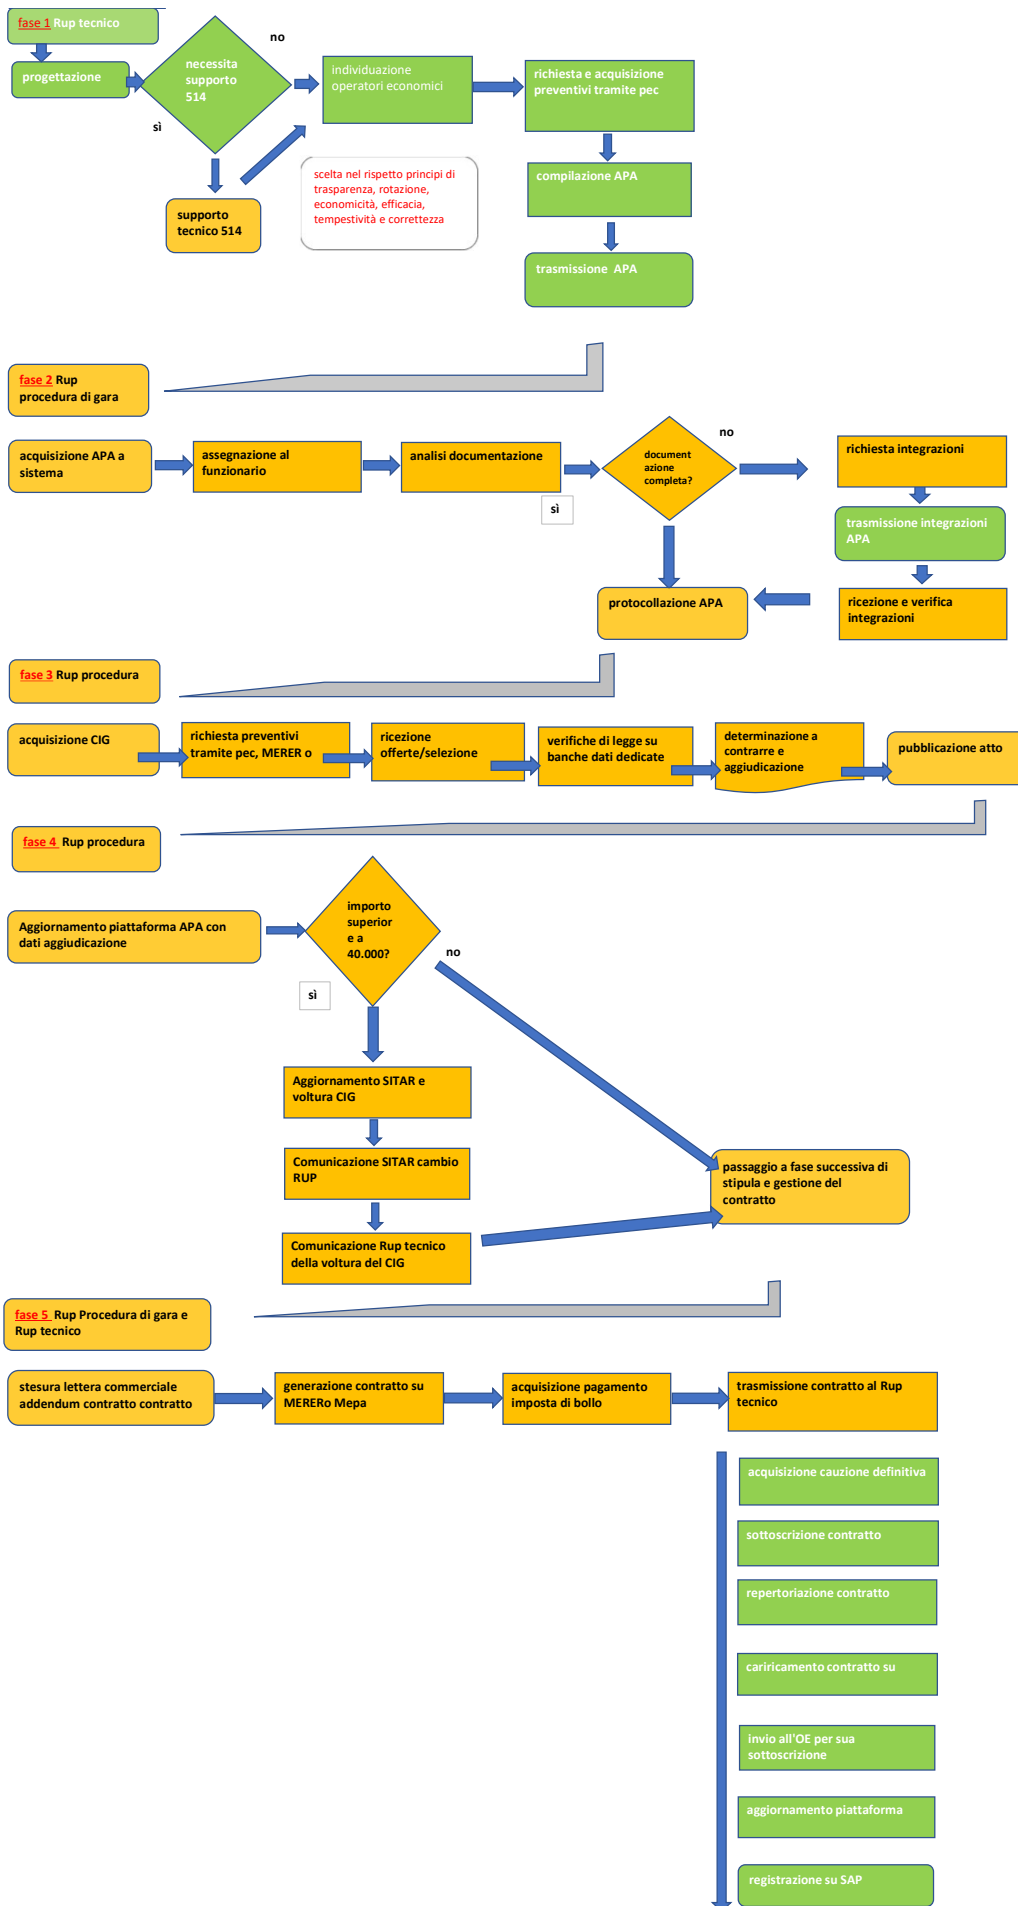 fase 1 Rup tecnico
no
progettazione
necessita
supporto
514
individuazione
operatori economici
richiesta e acquisizione
preventivi tramite pec
sì
scelta nel rispetto principi di
trasparenza, rotazione,
economicità, efficacia,
tempestività e correttezza
compilazione APA
supporto
tecnico 514
trasmissione  APA
fase 2 Rup
procedura di gara
no
acquisizione APA a
sistema
assegnazione al
funzionario
analisi documentazione
document
azione
completa?
richiesta integrazioni
sì
trasmissione integrazioni
APA
protocollazione APA
ricezione e verifica
integrazioni
fase 3 Rup procedura
acquisizione CIG
richiesta preventivi
tramite pec, MERER o
ricezione
offerte/selezione
verifiche di legge su
banche dati dedicate
determinazione a
contrarre e
aggiudicazione
pubblicazione atto
fase 4 Rup procedura
Aggiornamento piattaforma APA con
dati aggiudicazione
importo
superior
e a
40.000?
no
sì
Aggiornamento SITAR e
voltura CIG
Comunicazione SITAR cambio
RUP
passaggio a fase successiva di
stipula e gestione del
contratto
Comunicazione Rup tecnico
della voltura del CIG
fase 5 Rup Procedura di gara e
Rup tecnico
stesura lettera commerciale
addendum contratto contratto
generazione contratto su
MERERo Mepa
acquisizione pagamento
imposta di bollo
trasmissione contratto al Rup
tecnico
acquisizione cauzione definitiva
sottoscrizione contratto
repertoriazione contratto
cariricamento contratto su
invio all'OE per sua
sottoscrizione
aggiornamento piattaforma
registrazione su SAP